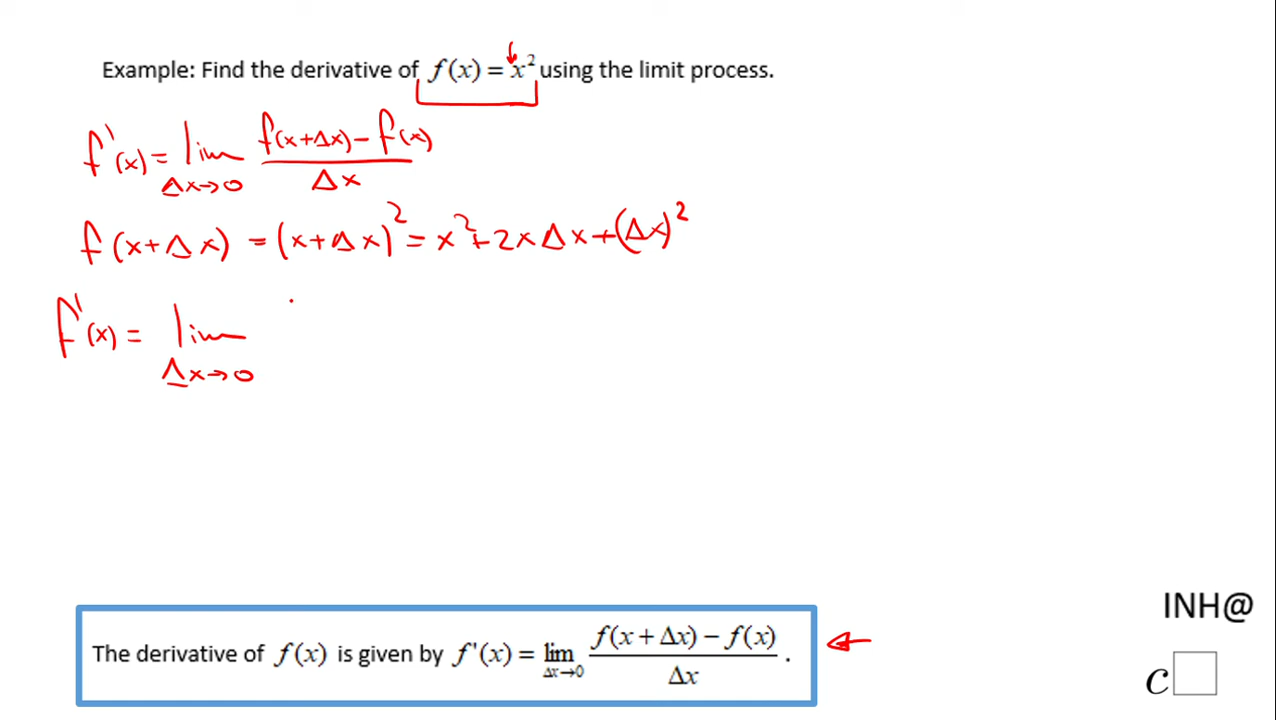 Example: Find the derivative of f(x) = x² using the limit process.
f'(x) = lim Δx→0 (f(x+Δx) − f(x)) / Δx
f(x+Δx) = (x+Δx)² = x² + 2xΔx + (Δx)²
f'(x) = lim Δx→0
The derivative of f(x) is given by f'(x) = lim Δx→0 (f(x+Δx) − f(x)) / Δx .
INH@
c□